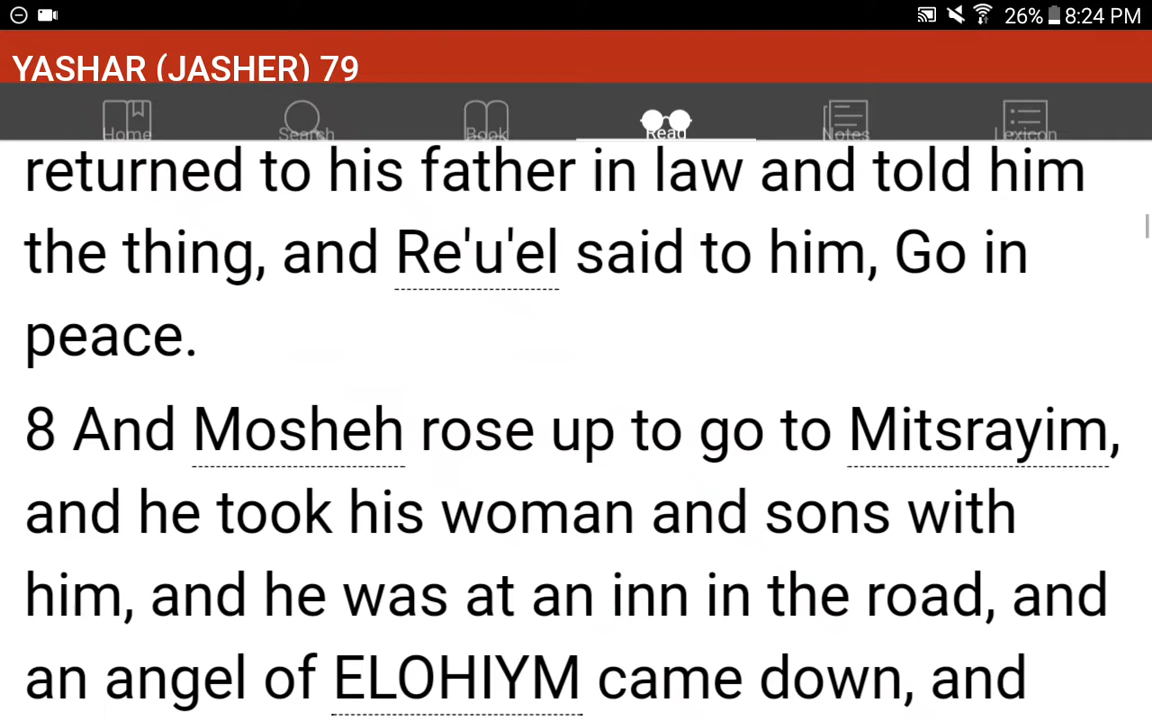 26% 8:24 PM
YASHAR (JASHER) 79
Home Search Book Read Notes Lexicon
returned to his father in law and told him
the thing, and Re'u'el said to him, Go in
peace.
8 And Mosheh rose up to go to Mitsrayim,
and he took his woman and sons with
him, and he was at an inn in the road, and
an angel of ELOHIYM came down, and